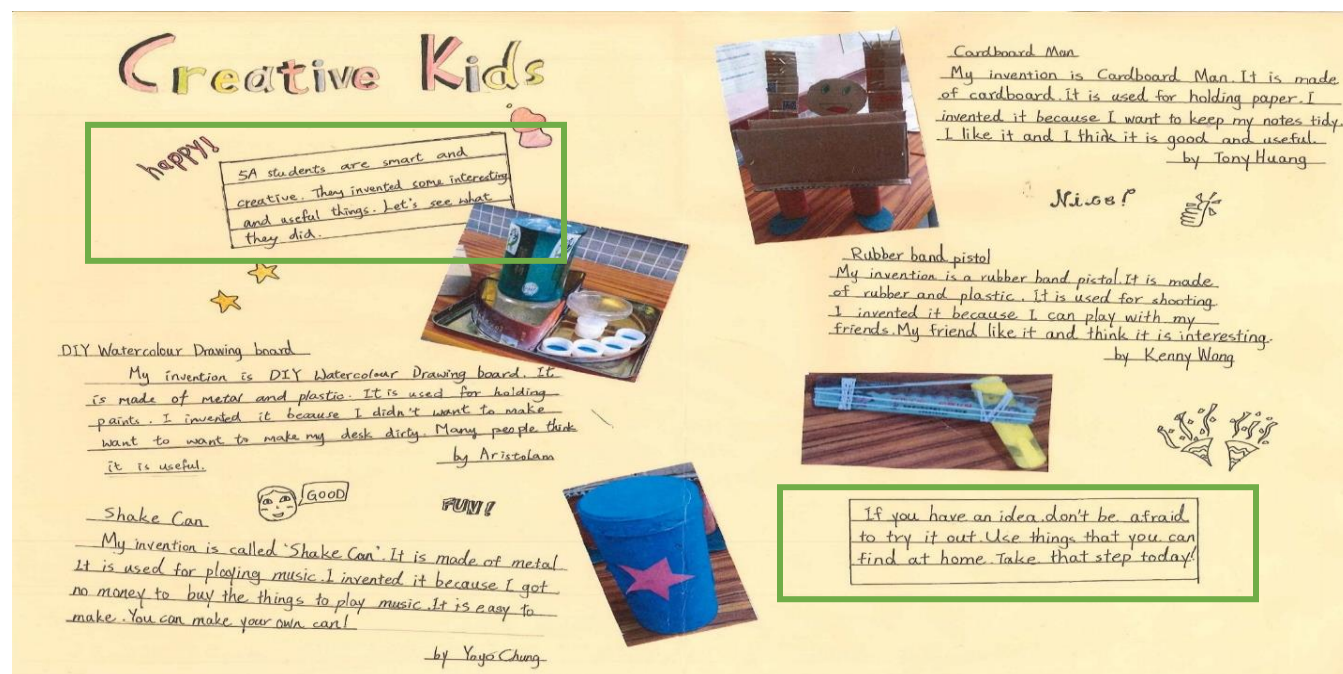 Creative Kids
happy!
5A students are smart and
creative. They invented some interesting
and useful things. Let's see what
they did.
DIY Watercolour Drawing board
My invention is DIY Watercolour Drawing board. It
is made of metal and plastic. It is used for holding
paints. I invented it because I didn't want to make
want to want to make my desk dirty. Many people think
it is useful.
by Aristolam
GOOD
FUN!
Shake Can
My invention is called 'Shake Can'. It is made of metal
It is used for plaofing music. I invented it because I got
no money to buy the things to play music. It is easy to
make. You can make your own can!
by Yoyo Chung
Cardboard Man
My invention is Cardboard Man. It is made
of cardboard. It is used for holding paper. I
invented it because I want to keep my notes tidy.
I like it and I think it is good and useful.
by Tony Huang
Nice!
Rubber band pistol
My invention is a rubber band pistol. It is made
of rubber and plastic. It is used for shooting
I invented it because I can play with my
friends. My friend like it and think it is interesting.
by Kenny Wong
If you have an idea don't be afraid
to try it out. Use things that you can
find at home. Take that step today!